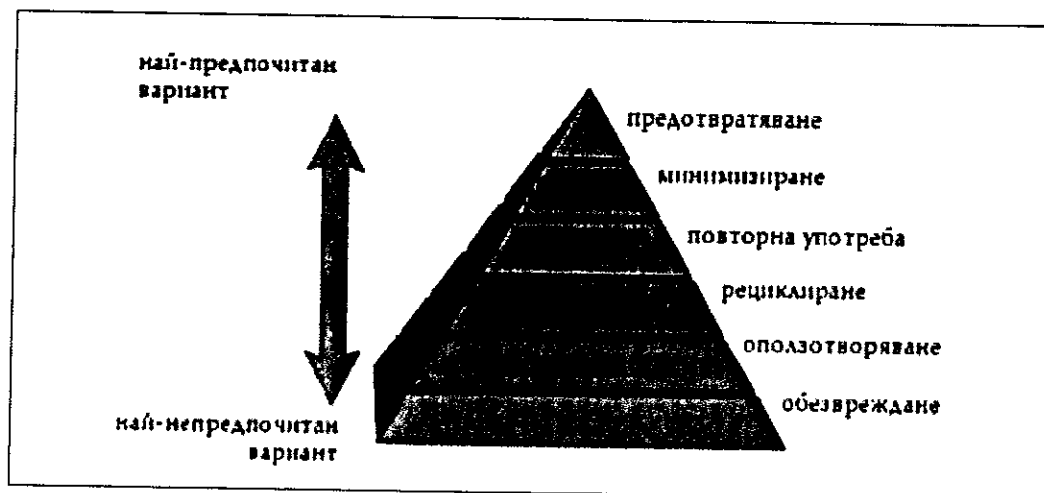 най-предпочитан
вариант
предотвратяване
минимизиране
повторна употреба
рециклиране
оползотворяване
обезвреждане
най-непредпочитан
вариант